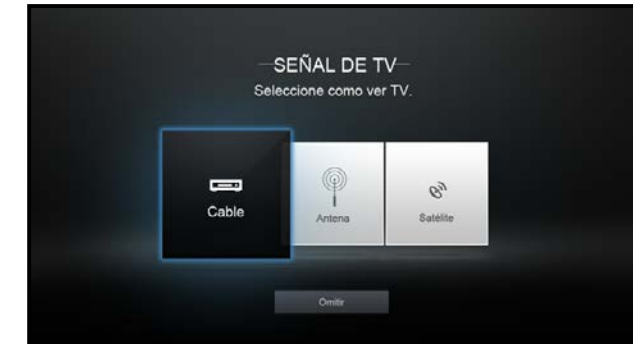 SEÑAL DE TV
Seleccione como ver TV.
Cable
Antena
Satélite
Omitir